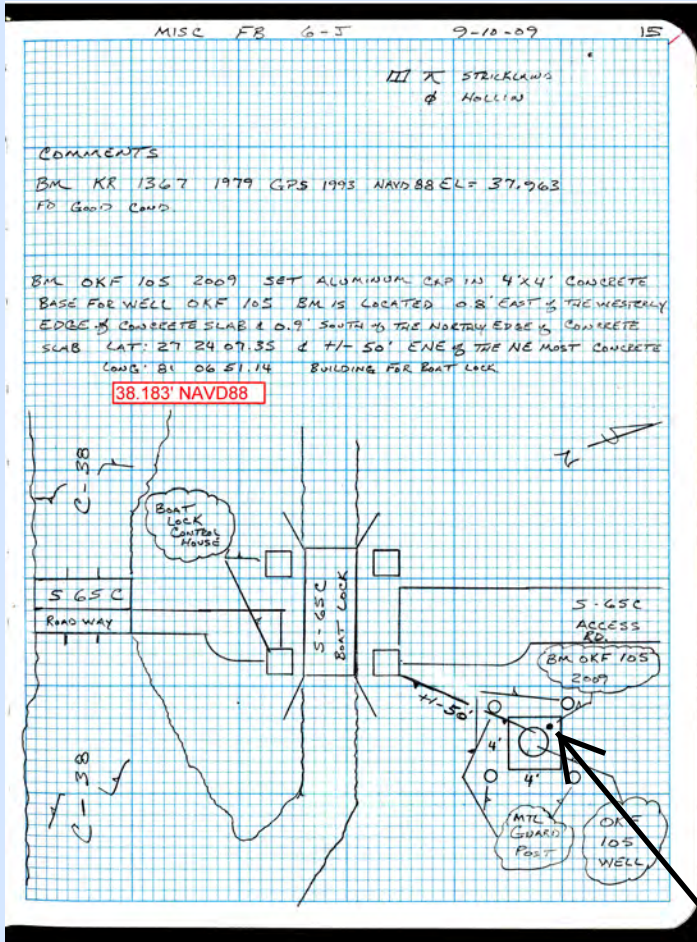 MISC FB 6-J 9-10-09 15
STRICKLAND
HOLLIN
COMMENTS
BM KR 1367 1979 GPS 1993 NAVD88 EL= 37.963
FD GOOD COND.
BM OKF 105 2009 SET ALUMINUM CAP IN 4'X4' CONCRETE
BASE FOR WELL OKF 105 BM IS LOCATED 0.8' EAST of THE WESTERLY
EDGE of CONCRETE SLAB & 0.9' SOUTH of THE NORTHLY EDGE of CONCRETE
SLAB LAT: 27 24 07.35 & +/- 50' ENE of THE NE MOST CONCRETE
LONG: 81 06 51.14 BUILDING FOR BOAT LOCK
38.183' NAVD88
C-38
BOAT
LOCK
CONTROL
HOUSE
S 65 C
ROAD WAY
S-65C
BOAT LOCK
S-65C
ACCESS
RD.
BM OKF 105
2009
+/-50'
4'
4'
C-38
MTL
GUARD
POST
OKF
105
WELL